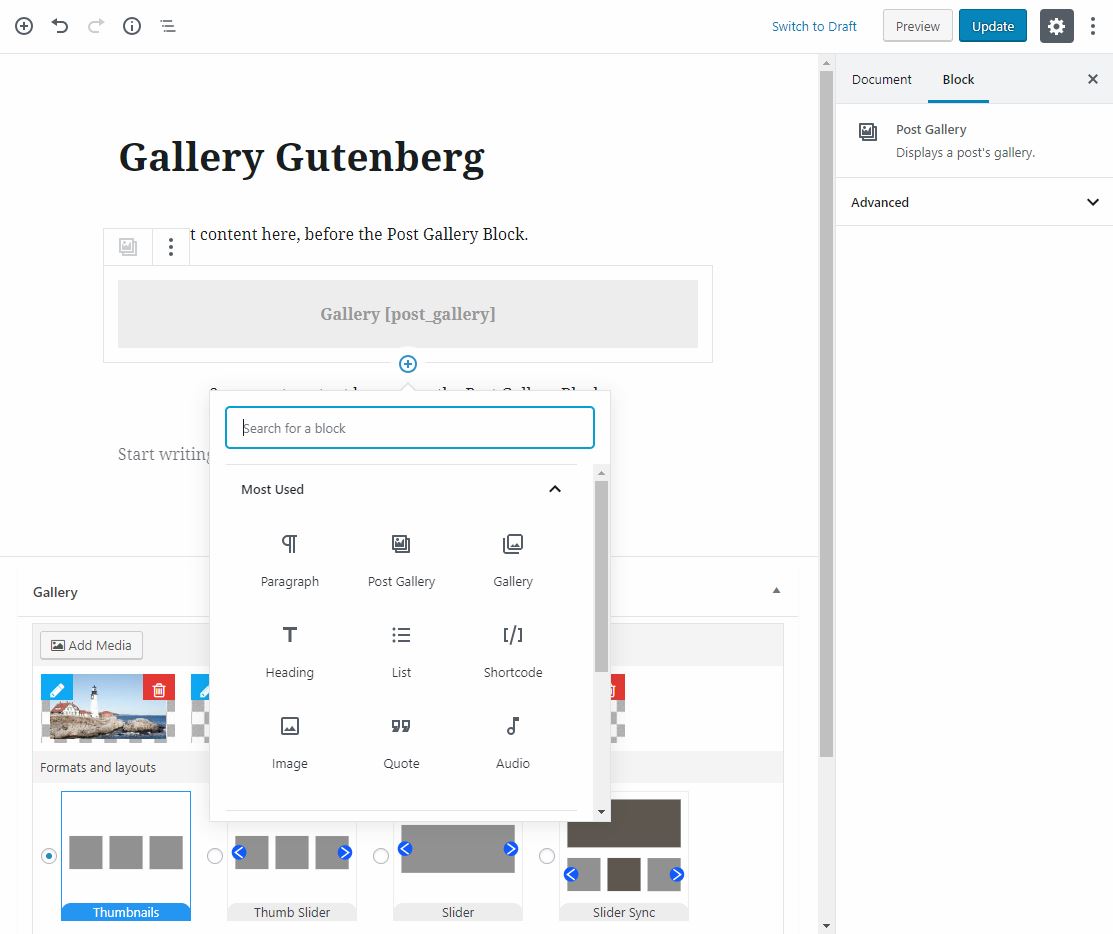 Switch to Draft
Preview
Update
Document
Block
Post Gallery
Displays a post's gallery.
Advanced
Gallery Gutenberg
t content here, before the Post Gallery Block.
Gallery [post_gallery]
Start writing
Search for a block
Most Used
Paragraph
Post Gallery
Gallery
Heading
List
Shortcode
Image
Quote
Audio
Gallery
Add Media
Formats and layouts
Thumbnails
Thumb Slider
Slider
Slider Sync